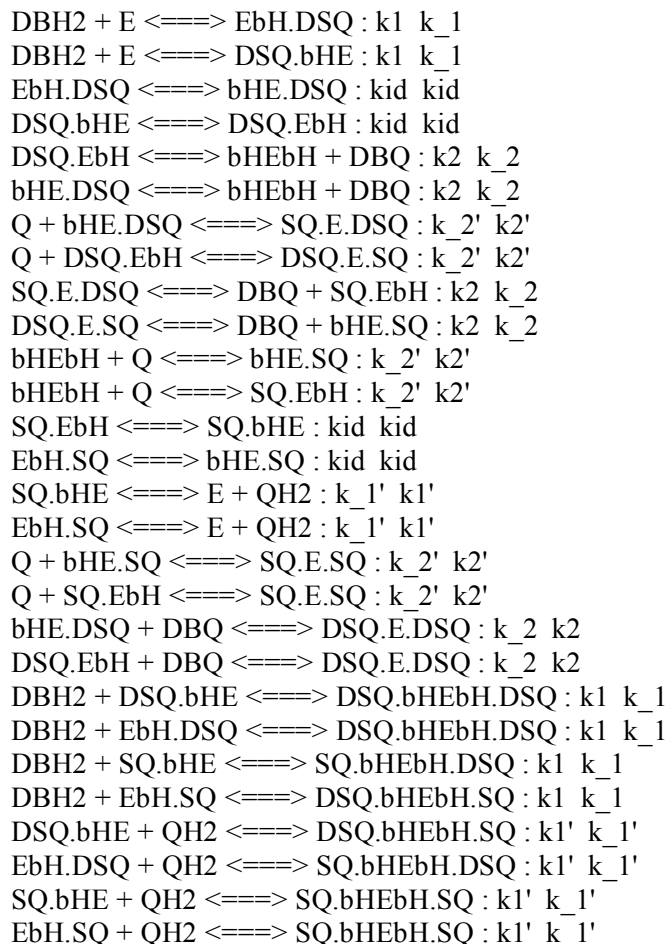 DBH2 + E <===> EbH.DSQ : k1 k_1
DBH2 + E <===> DSQ.bHE : k1 k_1
EbH.DSQ <===> bHE.DSQ : kid kid
DSQ.bHE <===> DSQ.EbH : kid kid
DSQ.EbH <===> bHEbH + DBQ : k2 k_2
bHE.DSQ <===> bHEbH + DBQ : k2 k_2
Q + bHE.DSQ <===> SQ.E.DSQ : k_2' k2'
Q + DSQ.EbH <===> DSQ.E.SQ : k_2' k2'
SQ.E.DSQ <===> DBQ + SQ.EbH : k2 k_2
DSQ.E.SQ <===> DBQ + bHE.SQ : k2 k_2
bHEbH + Q <===> bHE.SQ : k_2' k2'
bHEbH + Q <===> SQ.EbH : k_2' k2'
SQ.EbH <===> SQ.bHE : kid kid
EbH.SQ <===> bHE.SQ : kid kid
SQ.bHE <===> E + QH2 : k_1' k1'
EbH.SQ <===> E + QH2 : k_1' k1'
Q + bHE.SQ <===> SQ.E.SQ : k_2' k2'
Q + SQ.EbH <===> SQ.E.SQ : k_2' k2'
bHE.DSQ + DBQ <===> DSQ.E.DSQ : k_2 k2
DSQ.EbH + DBQ <===> DSQ.E.DSQ : k_2 k2
DBH2 + DSQ.bHE <===> DSQ.bHEbH.DSQ : k1 k_1
DBH2 + EbH.DSQ <===> DSQ.bHEbH.DSQ : k1 k_1
DBH2 + SQ.bHE <===> SQ.bHEbH.DSQ : k1 k_1
DBH2 + EbH.SQ <===> DSQ.bHEbH.SQ : k1 k_1
DSQ.bHE + QH2 <===> DSQ.bHEbH.SQ : k1' k_1'
EbH.DSQ + QH2 <===> SQ.bHEbH.DSQ : k1' k_1'
SQ.bHE + QH2 <===> SQ.bHEbH.SQ : k1' k_1'
EbH.SQ + QH2 <===> SQ.bHEbH.SQ : k1' k_1'